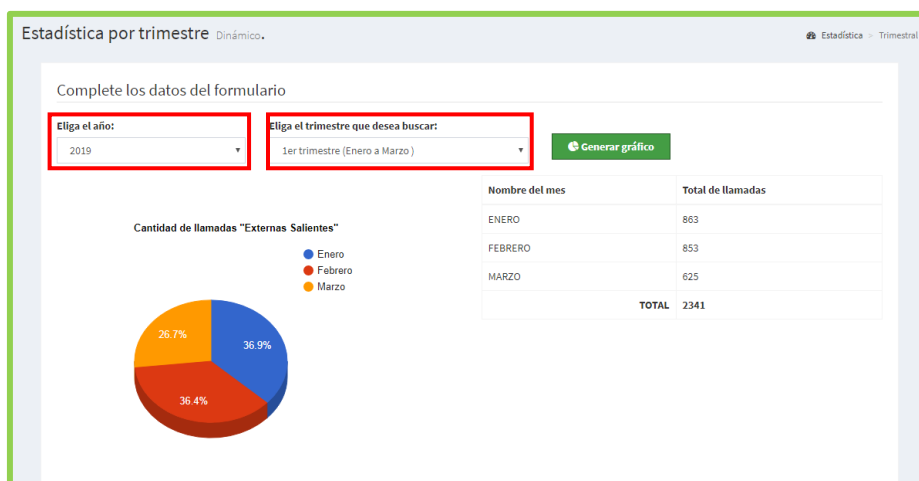 Estadística por trimestre Dinámico.
Estadística > Trimestral
Complete los datos del formulario
Eliga el año:
Eliga el trimestre que desea buscar:
2019
1er trimestre (Enero a Marzo )
Generar gráfico
Nombre del mes Total de llamadas
ENERO 863
FEBRERO 853
MARZO 625
TOTAL 2341
Cantidad de llamadas "Externas Salientes"
Enero
Febrero
Marzo
26.7%
36.9%
36.4%